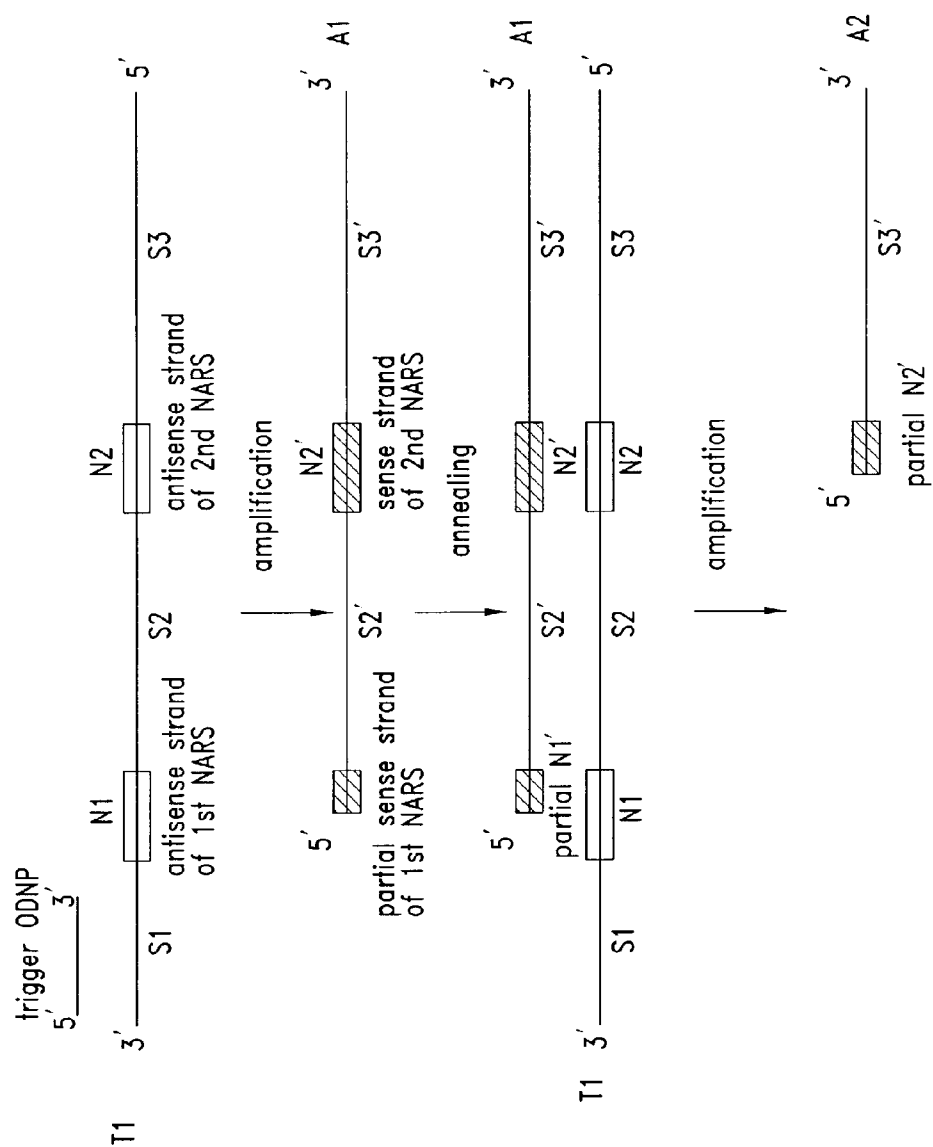 trigger ODNP
5′ 3′
T1 3′ N1 N2 5′
S1 S2 S3
antisense strand
of 1st NARS
antisense strand
of 2nd NARS
amplification
5′ N2′ 3′ A1
S2′ S3′
partial sense strand
of 1st NARS
sense strand
of 2nd NARS
annealing
5′ 3′ A1
partial N1′ S2′ N2′ S3′
T1 3′ 5′
S1 N1 S2 N2 S3
amplification
5′ 3′ A2
S3′
partial N2′